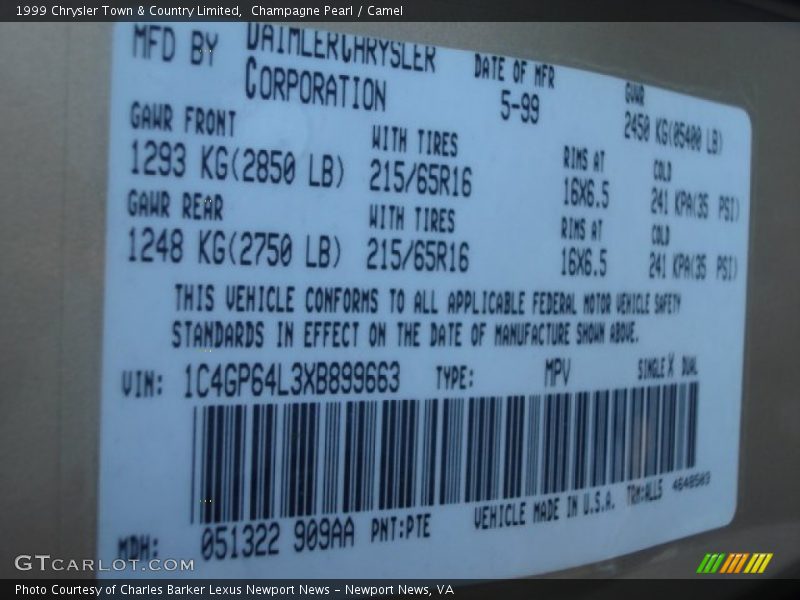 1999 Chrysler Town & Country Limited, Champagne Pearl / Camel
MFD BY DAIMLERCHRYSLER CORPORATION
DATE OF MFR 5-99
GVWR 2450 KG(05400 LB)
GAWR FRONT WITH TIRES RIMS AT COLD
1293 KG(2850 LB) 215/65R16 16X6.5 241 KPA(35 PSI)
GAWR REAR WITH TIRES RIMS AT COLD
1248 KG(2750 LB) 215/65R16 16X6.5 241 KPA(35 PSI)
THIS VEHICLE CONFORMS TO ALL APPLICABLE FEDERAL MOTOR VEHICLE SAFETY
STANDARDS IN EFFECT ON THE DATE OF MANUFACTURE SHOWN ABOVE.
VIN: 1C4GP64L3XB899663 TYPE: MPV SINGLE X DUAL
MDH: 051322 909AA PNT:PTE VEHICLE MADE IN U.S.A. TRM:ALL5 4648503
GTCARLOT.COM
Photo Courtesy of Charles Barker Lexus Newport News – Newport News, VA